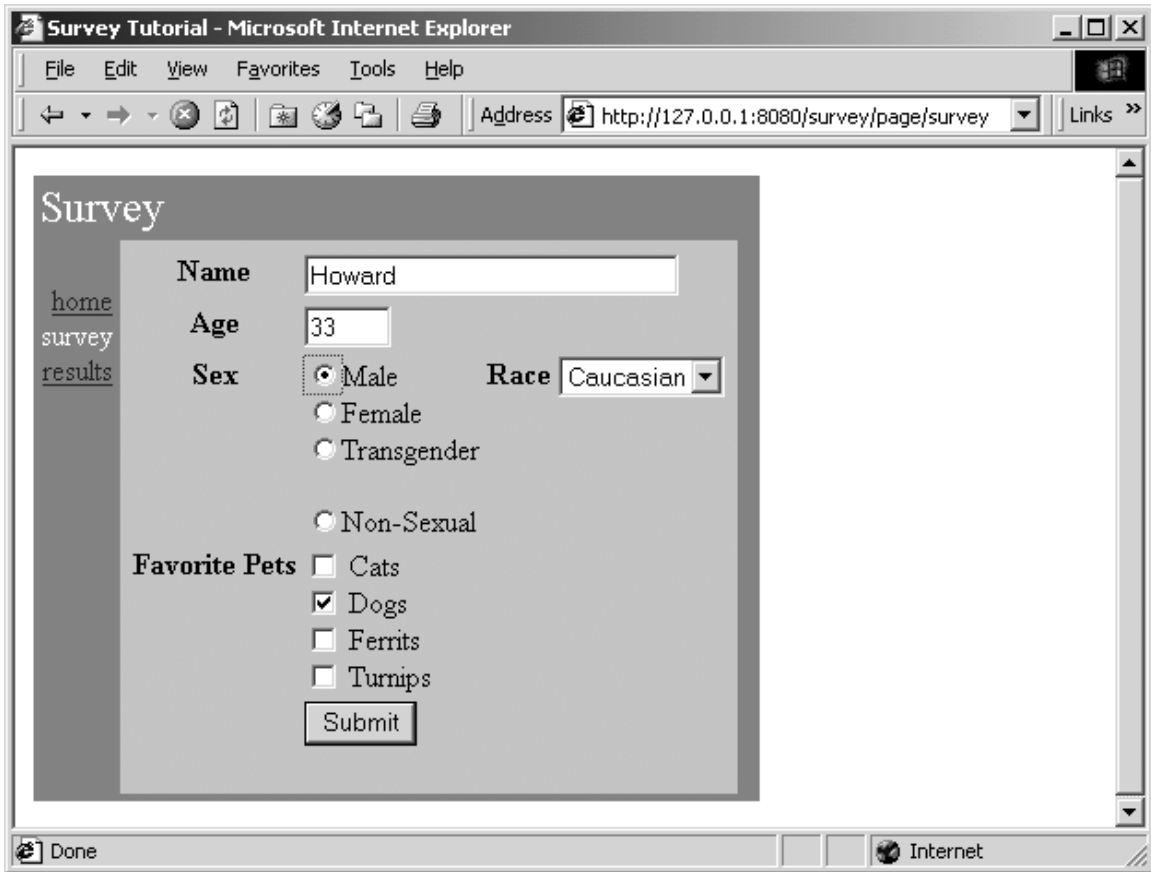 Survey Tutorial - Microsoft Internet Explorer
File Edit View Favorites Tools Help
Address http://127.0.0.1:8080/survey/page/survey Links »
Survey
home
survey
results
Name Howard
Age 33
Sex Male Race Caucasian
Female
Transgender
Non-Sexual
Favorite Pets Cats
Dogs
Ferrits
Turnips
Submit
Done Internet